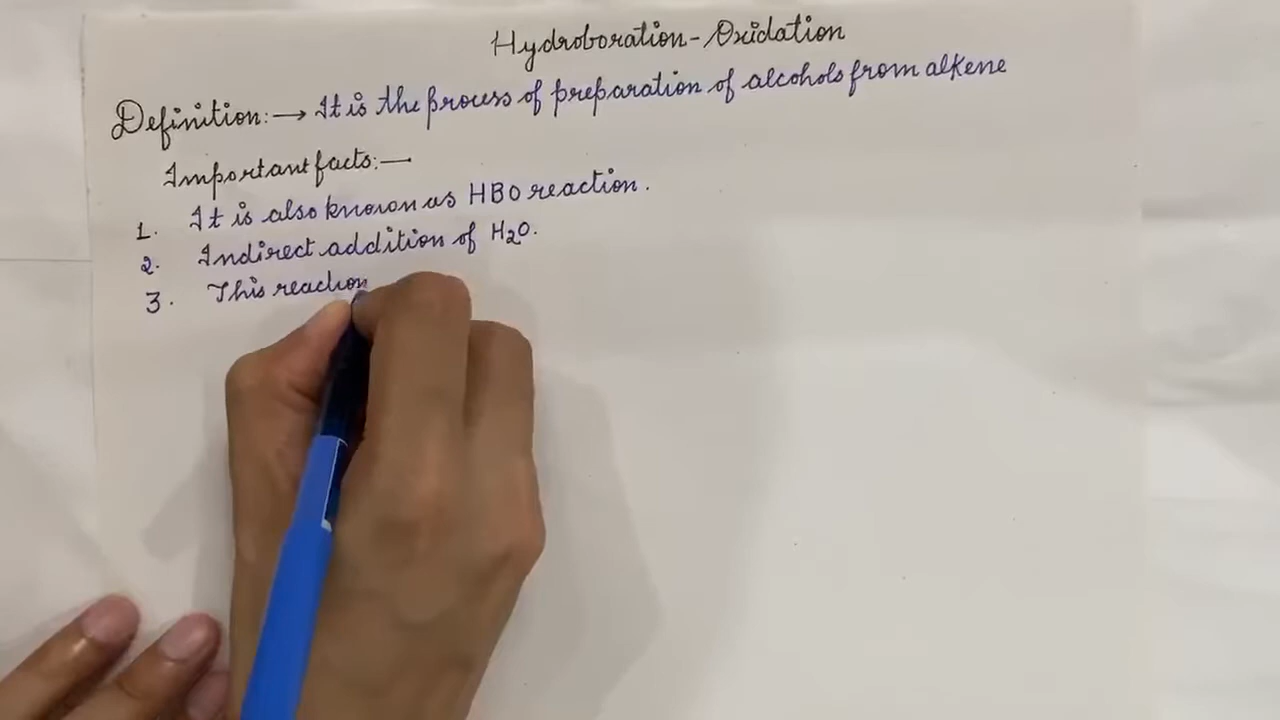 Hydroboration-Oxidation
Definition:→ It is the process of preparation of alcohols from alkene
Important facts:—
1. It is also known as HBO reaction.
2. Indirect addition of H₂O.
3. This reaction